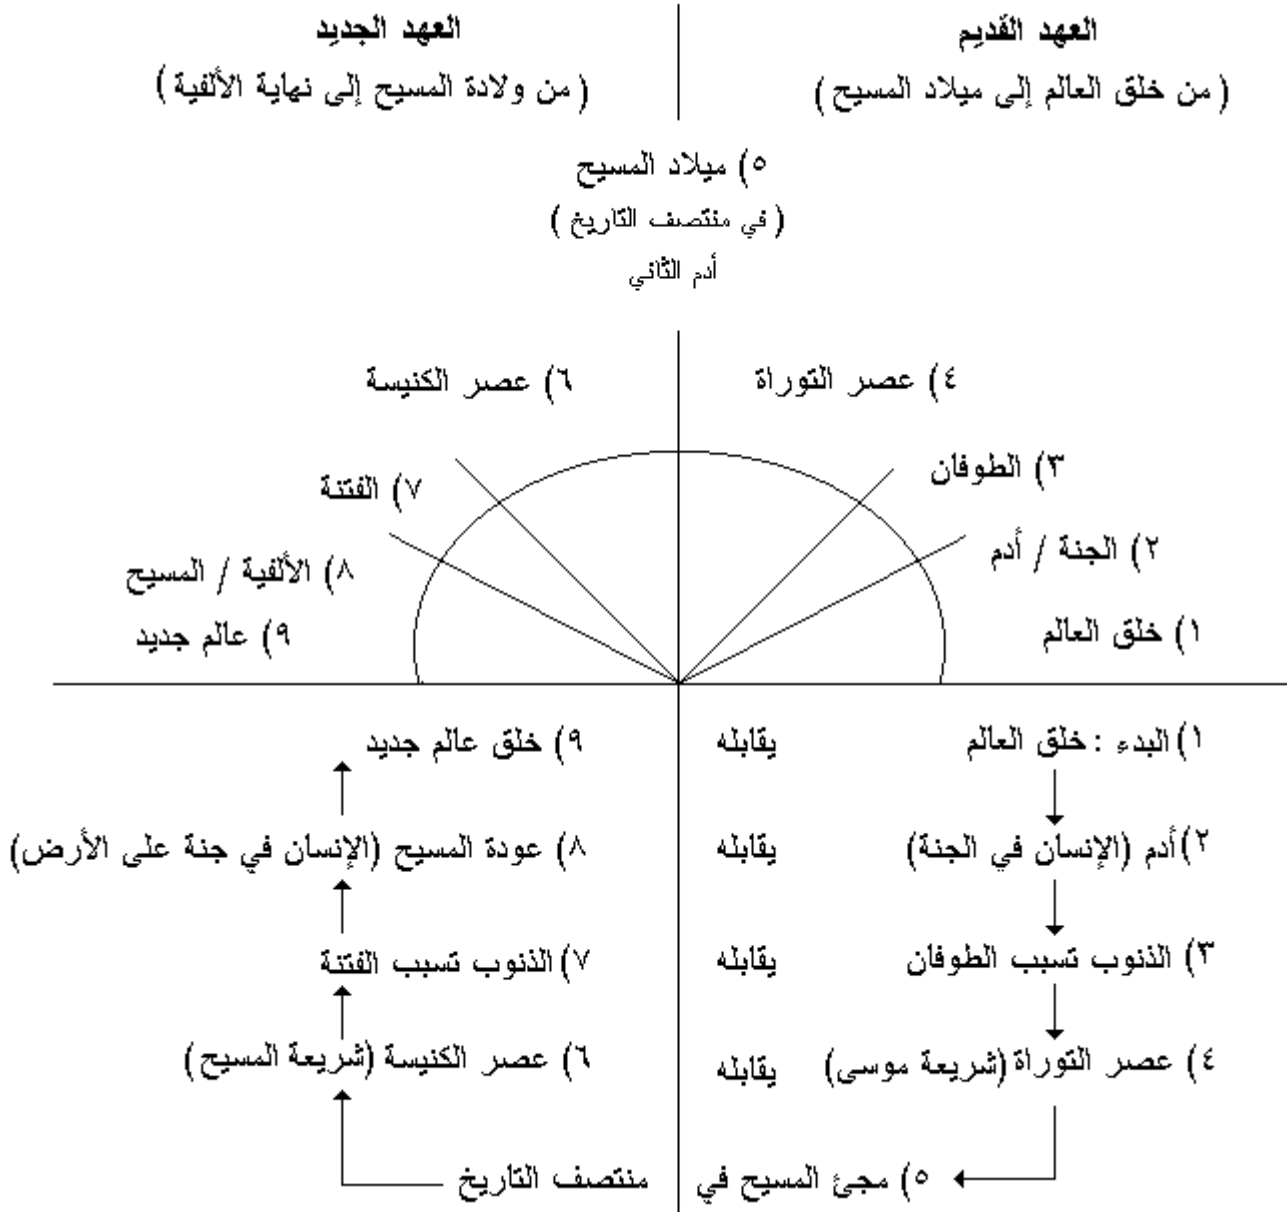 العهد القديم
(من خلق العالم إلى ميلاد المسيح)
العهد الجديد
(من ولادة المسيح إلى نهاية الألفية)
٥) ميلاد المسيح
(في منتصف التاريخ)
أدم الثاني
٤) عصر التوراة
٦) عصر الكنيسة
٣) الطوفان
٧) الفتنة
٢) الجنة / أدم
٨) الألفية / المسيح
١) خلق العالم
٩) عالم جديد
١) البدء : خلق العالم يقابله ٩) خلق عالم جديد
٢) أدم (الإنسان في الجنة) يقابله ٨) عودة المسيح (الإنسان في جنة على الأرض)
٣) الذنوب تسبب الطوفان يقابله ٧) الذنوب تسبب الفتنة
٤) عصر التوراة (شريعة موسى) يقابله ٦) عصر الكنيسة (شريعة المسيح)
٥) مجئ المسيح في منتصف التاريخ